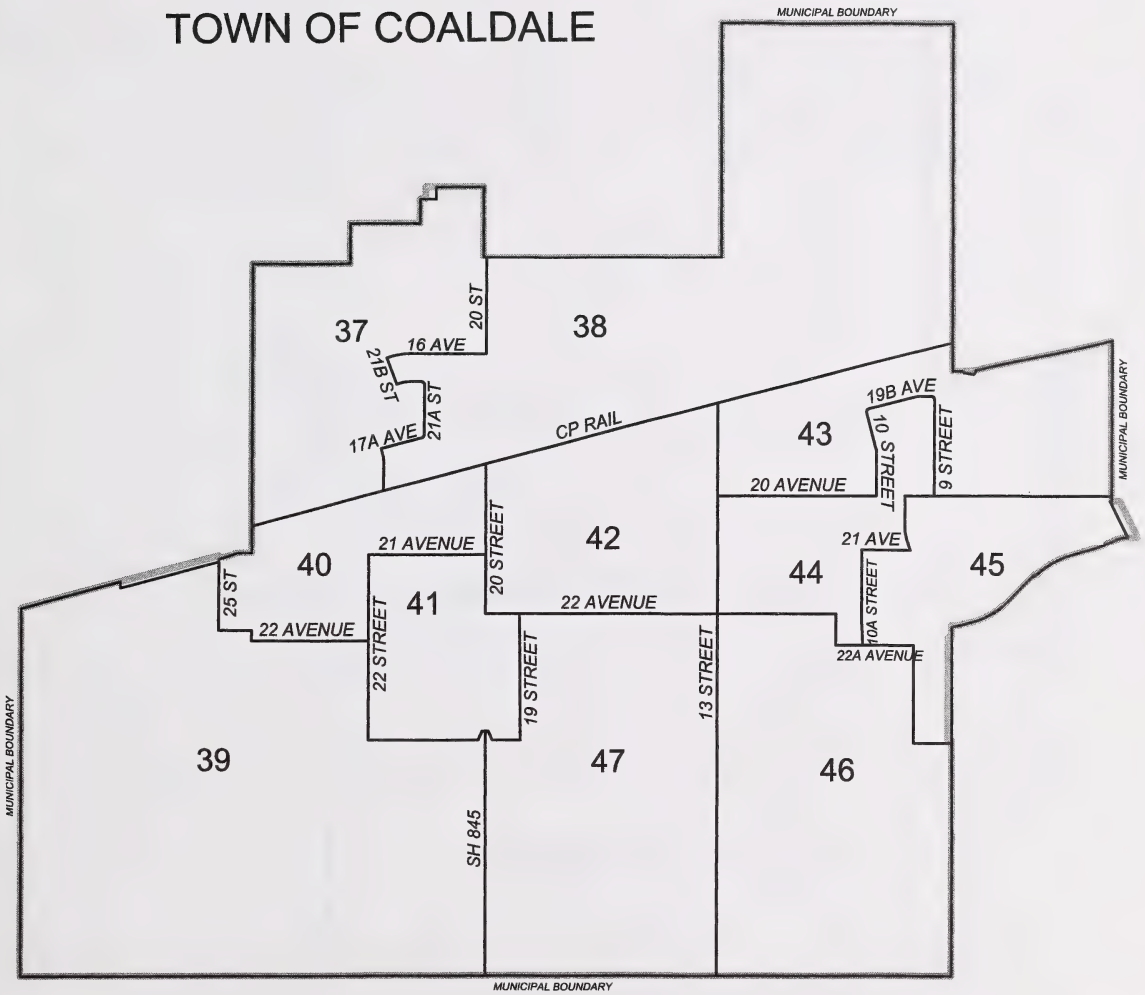 TOWN OF COALDALE
MUNICIPAL BOUNDARY
37
20 ST
38
16 AVE
21B ST
21A ST
17A AVE
CP RAIL
19B AVE
43
10 STREET
9 STREET
MUNICIPAL BOUNDARY
20 AVENUE
40
21 AVENUE
20 STREET
42
21 AVE
44
45
25 ST
41
22 AVENUE
10A STREET
22 AVENUE
22 STREET
22A AVENUE
19 STREET
13 STREET
MUNICIPAL BOUNDARY
39
47
46
SH 845
MUNICIPAL BOUNDARY